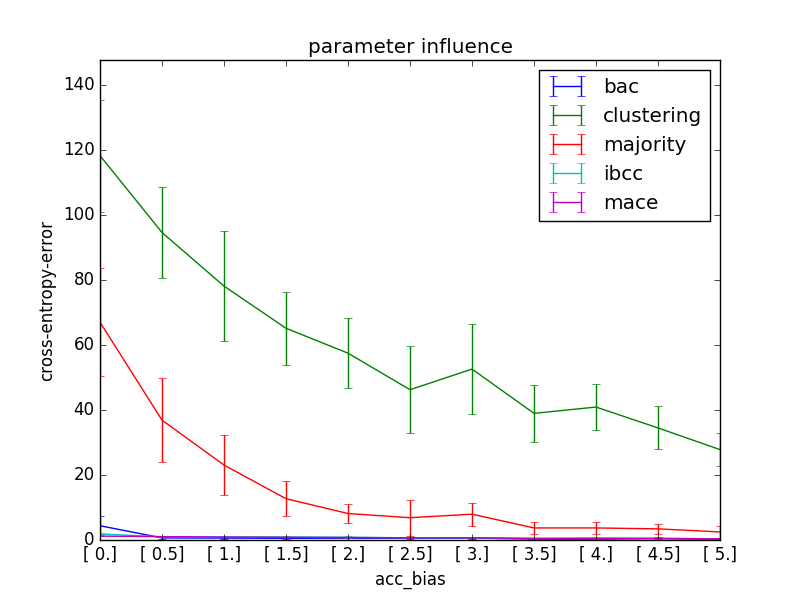 parameter influence
140
120
100
80
60
40
20
0
cross-entropy-error
bac
clustering
majority
ibcc
mace
[ 0.] [ 0.5] [ 1.] [ 1.5] [ 2.] [ 2.5] [ 3.] [ 3.5] [ 4.] [ 4.5] [ 5.]
acc_bias